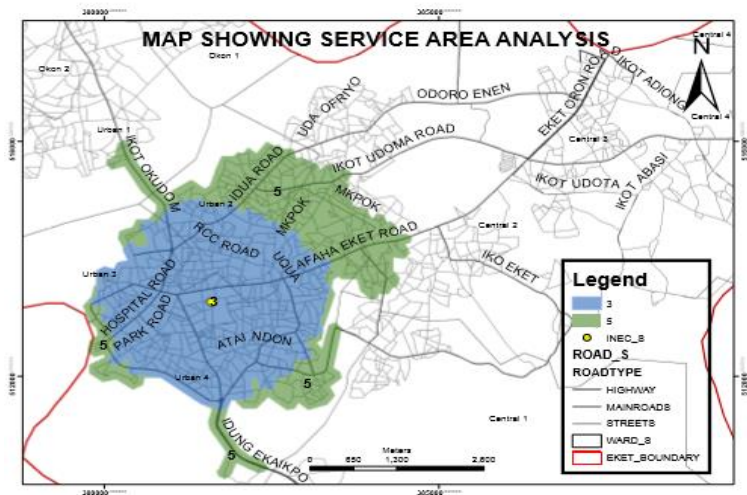 MAP SHOWING SERVICE AREA ANALYSIS
N
Okon 2
Okon 1
Central 4
Urban 1
UDA OFRIYO
ODORO ENEN
EKET ORON RO
IKOT ADIONG
Central 4
IKOT OKUDOM
IDUA ROAD
IKOT UDOMA ROAD
Central 3
5
MKPOK
MKPOK
IKOT UDOTA
IKOT ABASI
Urban 2
RCC ROAD
UQUA
AFAHA EKET ROAD
Central 2
Urban 3
HOSPITAL ROAD
IKO EKET
3
PARK ROAD
5
ATAI NDON
5
Urban 4
Central 1
IDUNG EKAIKPO
5
Meters
0 650 1,300 2,600
Legend
3
5
INEC_S
ROAD_S
ROADTYPE
HIGHWAY
MAINROADS
STREETS
WARD_S
EKET_BOUNDARY